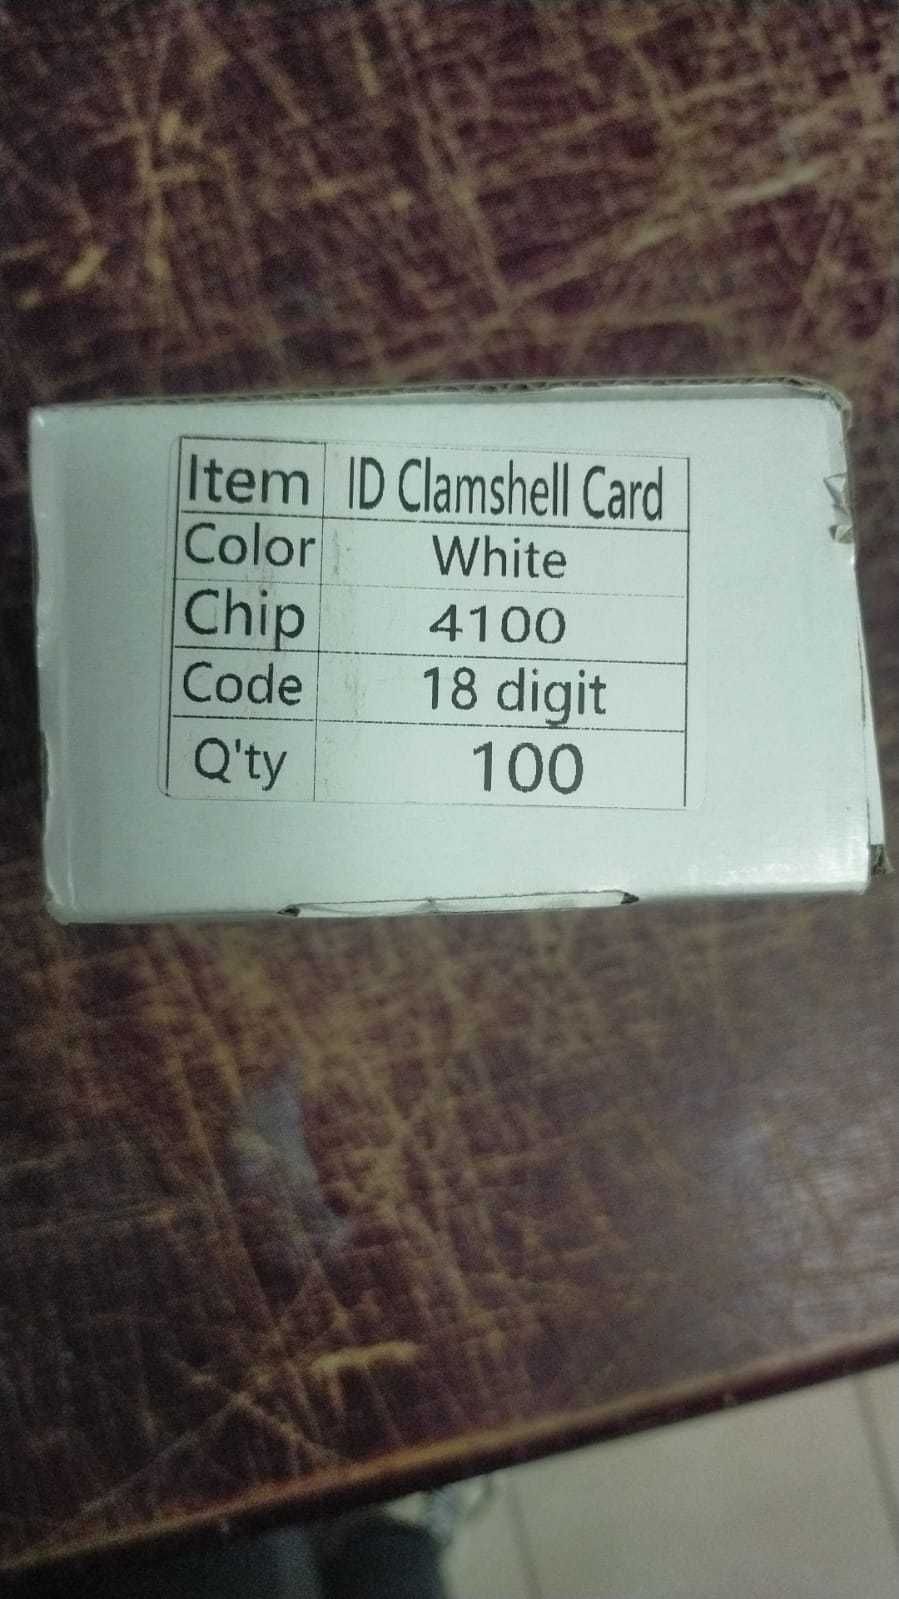 Item ID Clamshell Card
Color White
Chip 4100
Code 18 digit
Q'ty 100